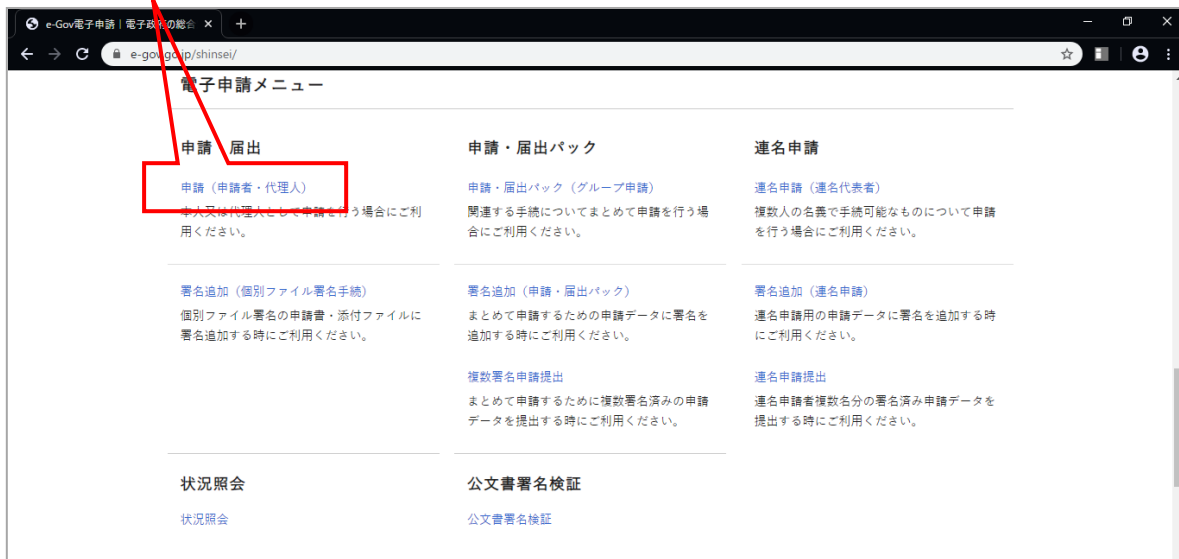 e-Gov電子申請 | 電子政府の総合
e-gov.go.jp/shinsei/
電子申請メニュー
申請・届出
申請（申請者・代理人）
本人又は代理人として申請を行う場合にご利
用ください。
署名追加（個別ファイル署名手続）
個別ファイル署名の申請書・添付ファイルに
署名追加する時にご利用ください。
申請・届出パック
申請・届出パック（グループ申請）
関連する手続についてまとめて申請を行う場
合にご利用ください。
署名追加（申請・届出パック）
まとめて申請するための申請データに署名を
追加する時にご利用ください。
複数署名申請提出
まとめて申請するために複数署名済みの申請
データを提出する時にご利用ください。
連名申請
連名申請（連名代表者）
複数人の名義で手続可能なものについて申請
を行う場合にご利用ください。
署名追加（連名申請）
連名申請用の申請データに署名を追加する時
にご利用ください。
連名申請提出
連名申請者複数名分の署名済み申請データを
提出する時にご利用ください。
状況照会
状況照会
公文書署名検証
公文書署名検証